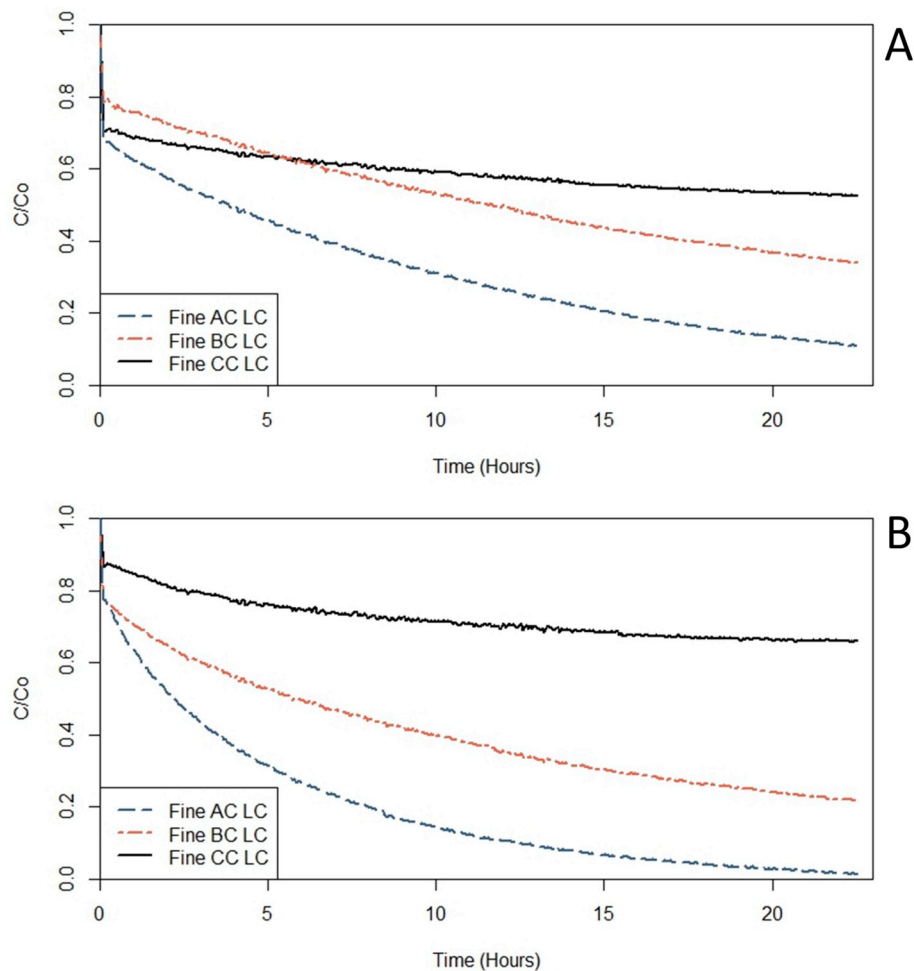 A
1.0
0.8
0.6
0.4
0.2
0.0
C/Co
Fine AC LC
Fine BC LC
Fine CC LC
0 5 10 15 20
Time (Hours)
B
1.0
0.8
0.6
0.4
0.2
0.0
C/Co
Fine AC LC
Fine BC LC
Fine CC LC
0 5 10 15 20
Time (Hours)